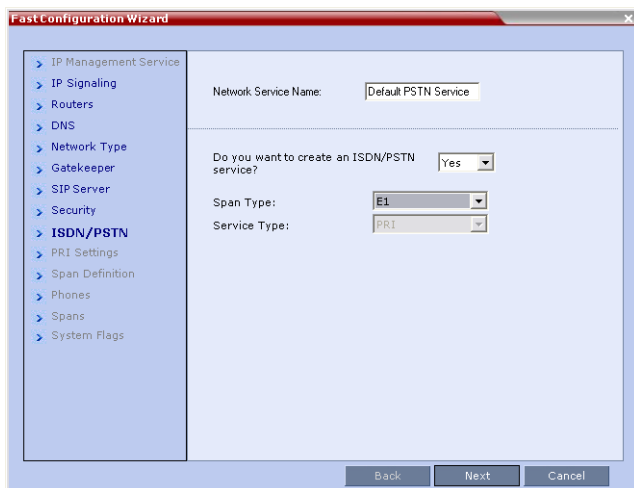 Fast Configuration Wizard
IP Management Service
IP Signaling
Routers
DNS
Network Type
Gatekeeper
SIP Server
Security
ISDN/PSTN
PRI Settings
Span Definition
Phones
Spans
System Flags
Network Service Name: Default PSTN Service
Do you want to create an ISDN/PSTN
service? Yes
Span Type: E1
Service Type: PRI
Back Next Cancel